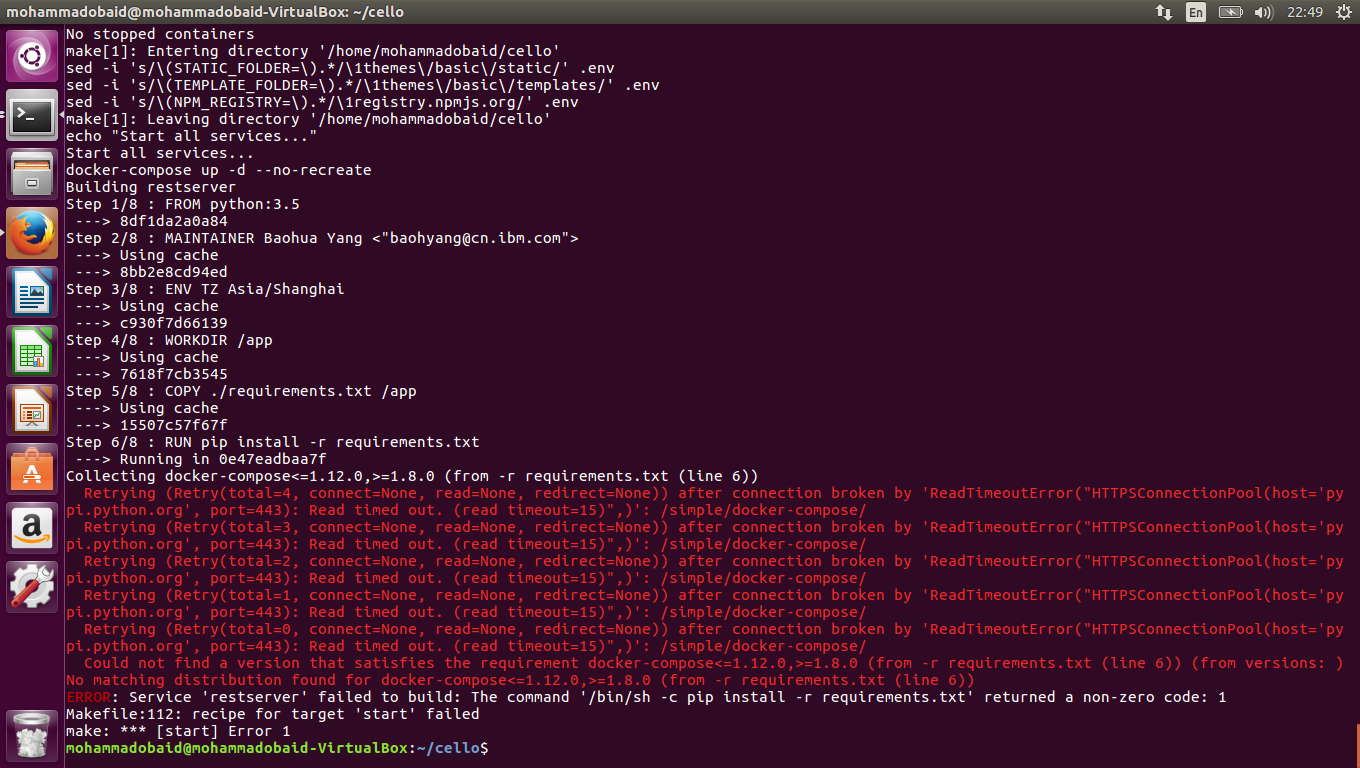 mohammadobaid@mohammadobaid-VirtualBox: ~/cello
En
22:49
No stopped containers
make[1]: Entering directory '/home/mohammadobaid/cello'
sed -i 's/\(STATIC_FOLDER=\).*/\1themes\/basic\/static/' .env
sed -i 's/\(TEMPLATE_FOLDER=\).*/\1themes\/basic\/templates/' .env
sed -i 's/\(NPM_REGISTRY=\).*/\1registry.npmjs.org/' .env
make[1]: Leaving directory '/home/mohammadobaid/cello'
echo "Start all services..."
Start all services...
docker-compose up -d --no-recreate
Building restserver
Step 1/8 : FROM python:3.5
 ---> 8df1da2a0a84
Step 2/8 : MAINTAINER Baohua Yang <"baohyang@cn.ibm.com">
 ---> Using cache
 ---> 8bb2e8cd94ed
Step 3/8 : ENV TZ Asia/Shanghai
 ---> Using cache
 ---> c930f7d66139
Step 4/8 : WORKDIR /app
 ---> Using cache
 ---> 7618f7cb3545
Step 5/8 : COPY ./requirements.txt /app
 ---> Using cache
 ---> 15507c57f67f
Step 6/8 : RUN pip install -r requirements.txt
 ---> Running in 0e47eadbaa7f
Collecting docker-compose<=1.12.0,>=1.8.0 (from -r requirements.txt (line 6))
  Retrying (Retry(total=4, connect=None, read=None, redirect=None)) after connection broken by 'ReadTimeoutError("HTTPSConnectionPool(host='py
pi.python.org', port=443): Read timed out. (read timeout=15)",)': /simple/docker-compose/
  Retrying (Retry(total=3, connect=None, read=None, redirect=None)) after connection broken by 'ReadTimeoutError("HTTPSConnectionPool(host='py
pi.python.org', port=443): Read timed out. (read timeout=15)",)': /simple/docker-compose/
  Retrying (Retry(total=2, connect=None, read=None, redirect=None)) after connection broken by 'ReadTimeoutError("HTTPSConnectionPool(host='py
pi.python.org', port=443): Read timed out. (read timeout=15)",)': /simple/docker-compose/
  Retrying (Retry(total=1, connect=None, read=None, redirect=None)) after connection broken by 'ReadTimeoutError("HTTPSConnectionPool(host='py
pi.python.org', port=443): Read timed out. (read timeout=15)",)': /simple/docker-compose/
  Retrying (Retry(total=0, connect=None, read=None, redirect=None)) after connection broken by 'ReadTimeoutError("HTTPSConnectionPool(host='py
pi.python.org', port=443): Read timed out. (read timeout=15)",)': /simple/docker-compose/
  Could not find a version that satisfies the requirement docker-compose<=1.12.0,>=1.8.0 (from -r requirements.txt (line 6)) (from versions: )
No matching distribution found for docker-compose<=1.12.0,>=1.8.0 (from -r requirements.txt (line 6))
ERROR: Service 'restserver' failed to build: The command '/bin/sh -c pip install -r requirements.txt' returned a non-zero code: 1
Makefile:112: recipe for target 'start' failed
make: *** [start] Error 1
mohammadobaid@mohammadobaid-VirtualBox:~/cello$